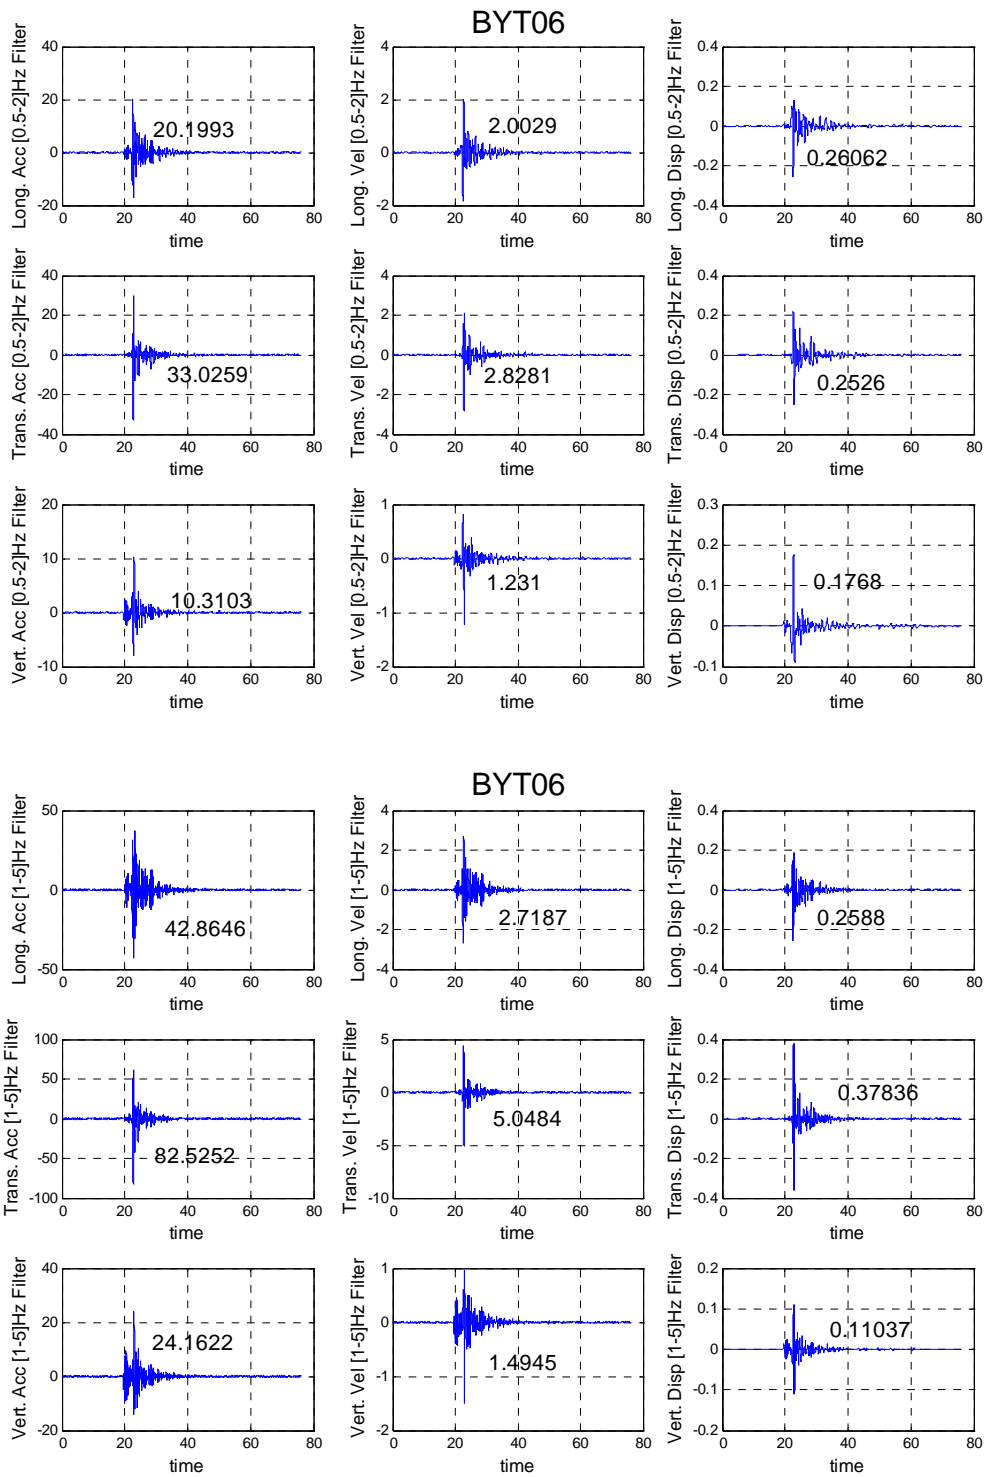 BYT06
Long. Acc [0.5-2]Hz Filter
40
20
0
-20
20.1993
0 20 40 60 80
time
Long. Vel [0.5-2]Hz Filter
4
2
0
-2
2.0029
0 20 40 60 80
time
Long. Disp [0.5-2]Hz Filter
0.4
0.2
0
-0.2
-0.4
0.26062
0 20 40 60 80
time
Trans. Acc [0.5-2]Hz Filter
40
20
0
-20
-40
33.0259
0 20 40 60 80
time
Trans. Vel [0.5-2]Hz Filter
4
2
0
-2
-4
2.8281
0 20 40 60 80
time
Trans. Disp [0.5-2]Hz Filter
0.4
0.2
0
-0.2
-0.4
0.2526
0 20 40 60 80
time
Vert. Acc [0.5-2]Hz Filter
20
10
0
-10
10.3103
0 20 40 60 80
time
Vert. Vel [0.5-2]Hz Filter
1
0
-1
-2
1.231
0 20 40 60 80
time
Vert. Disp [0.5-2]Hz Filter
0.3
0.2
0.1
0
-0.1
0.1768
0 20 40 60 80
time
BYT06
Long. Acc [1-5]Hz Filter
50
0
-50
42.8646
0 20 40 60 80
time
Long. Vel [1-5]Hz Filter
4
2
0
-2
-4
2.7187
0 20 40 60 80
time
Long. Disp [1-5]Hz Filter
0.4
0.2
0
-0.2
-0.4
0.2588
0 20 40 60 80
time
Trans. Acc [1-5]Hz Filter
100
50
0
-50
-100
82.5252
0 20 40 60 80
time
Trans. Vel [1-5]Hz Filter
5
0
-5
-10
5.0484
0 20 40 60 80
time
Trans. Disp [1-5]Hz Filter
0.4
0.2
0
-0.2
-0.4
0.37836
0 20 40 60 80
time
Vert. Acc [1-5]Hz Filter
40
20
0
-20
24.1622
0 20 40 60 80
time
Vert. Vel [1-5]Hz Filter
1
0
-1
-2
1.4945
0 20 40 60 80
time
Vert. Disp [1-5]Hz Filter
0.2
0.1
0
-0.1
-0.2
0.11037
0 20 40 60 80
time